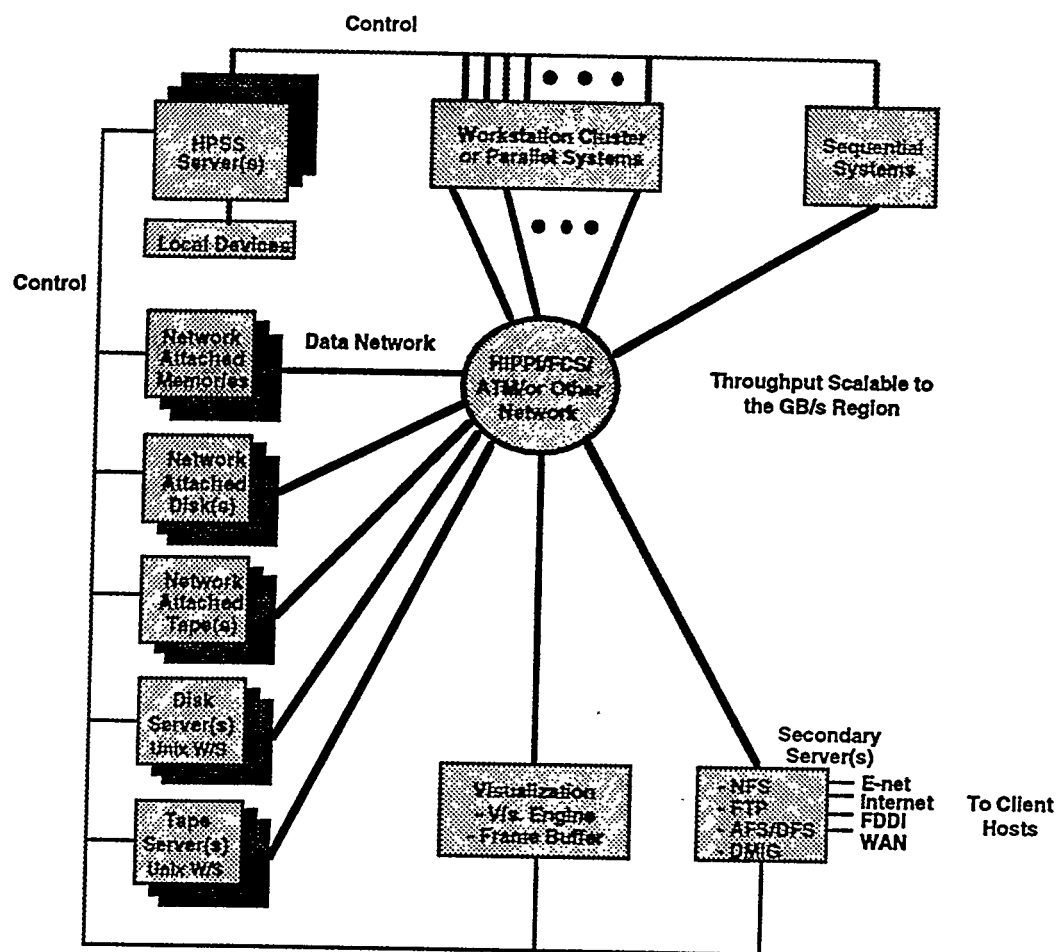 Control
HPSS
Server(s)
Workstation Cluster
or Parallel Systems
Sequential
Systems
Local Devices
Control
Network
Attached
Memories
Data Network
HIPPI/FCS/
ATM/or Other
Network
Throughput Scalable to
the GB/s Region
Network
Attached
Disk(s)
Network
Attached
Tape(s)
Disk
Server(s)
Unix W/S
Tape
Server(s)
Unix W/S
Visualization
- Vis. Engine
- Frame Buffer
Secondary
Server(s)
- NFS
- FTP
- AFS/DFS
- DMIG
E-net
Internet
FDDI
WAN
To Client
Hosts